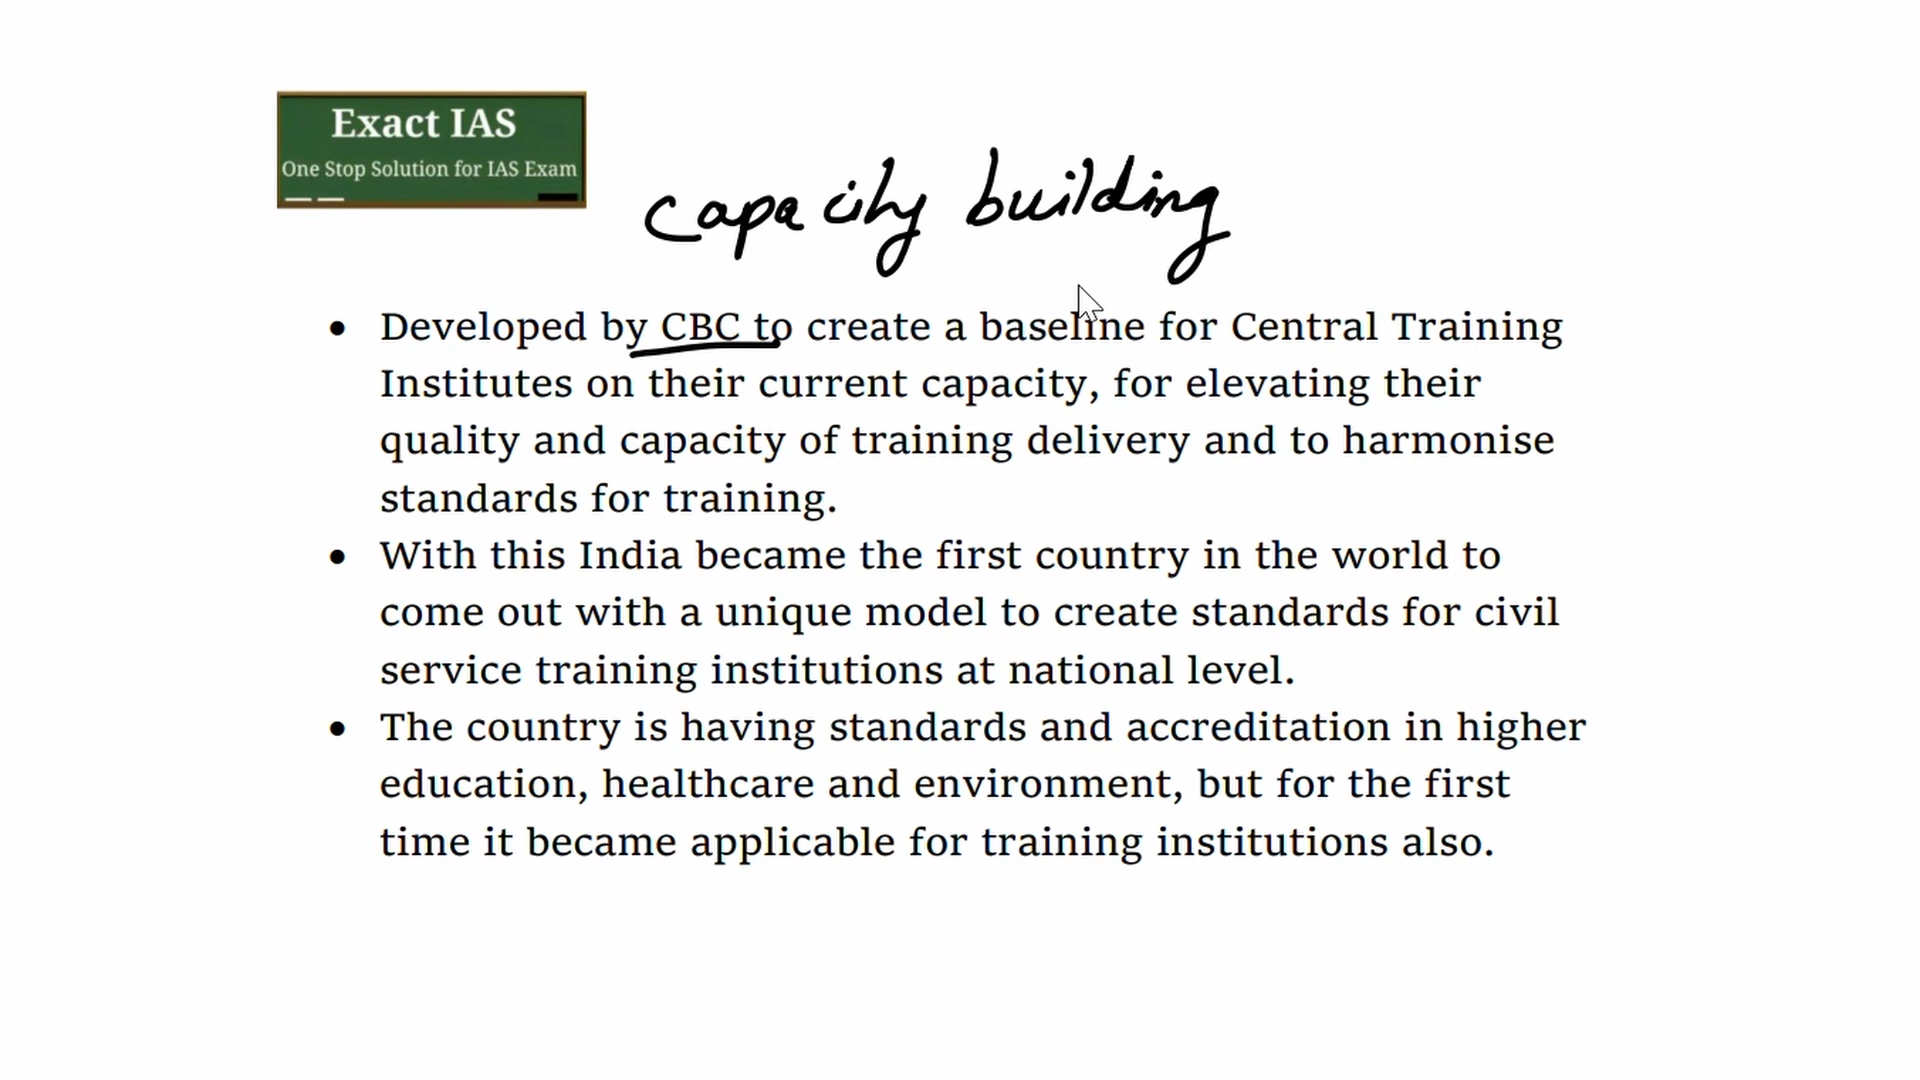 Exact IAS
One Stop Solution for IAS Exam
capacity building
• Developed by CBC to create a baseline for Central Training
Institutes on their current capacity, for elevating their
quality and capacity of training delivery and to harmonise
standards for training.
• With this India became the first country in the world to
come out with a unique model to create standards for civil
service training institutions at national level.
• The country is having standards and accreditation in higher
education, healthcare and environment, but for the first
time it became applicable for training institutions also.